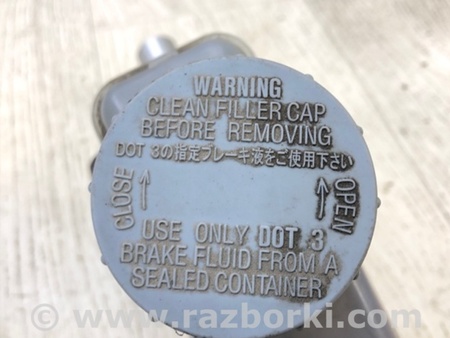 WARNING
CLEAN FILLER CAP
BEFORE REMOVING
DOT 3の指定ブレーキ液をご使用下さい
CLOSE
OPEN
USE ONLY DOT 3
BRAKE FLUID FROM A
SEALED CONTAINER
© – www.razborki.com –